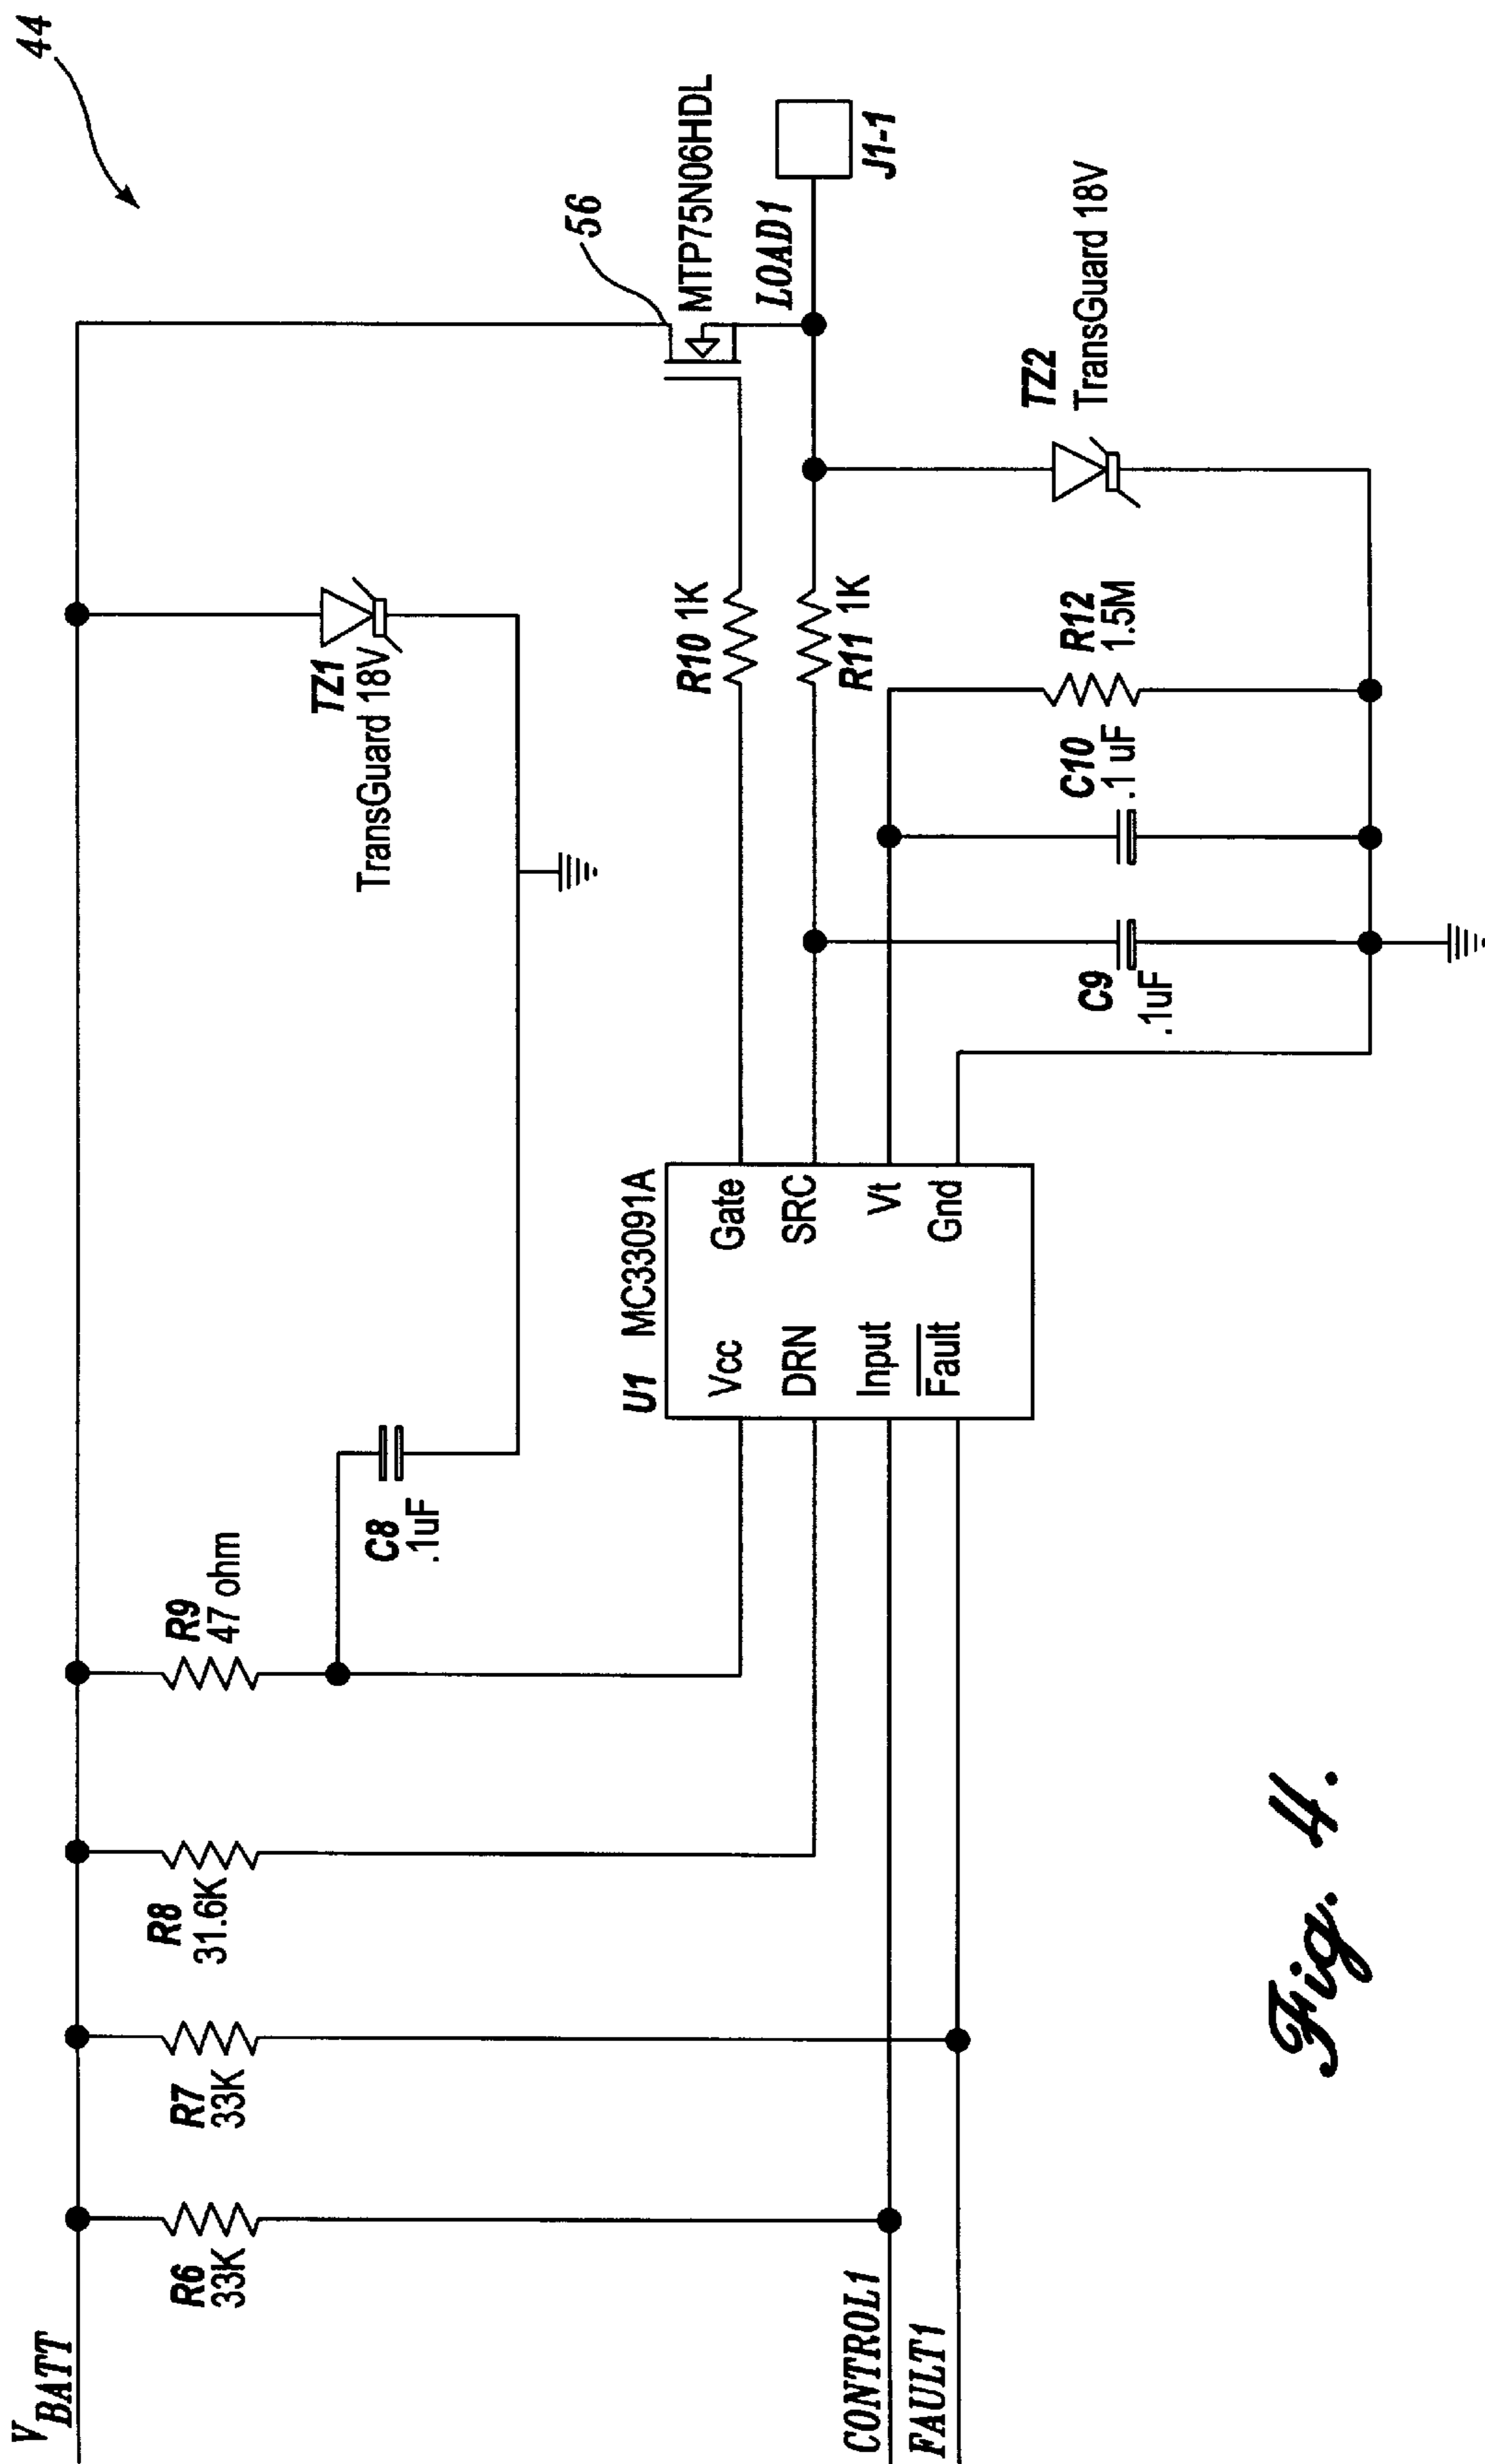 44
V BATT
R6
33K
R7
33K
R8
31.6K
R9
47 ohm
C8
.1uF
TZ1
TransGuard 18V
56
MTP75N06HDL
LOAD1
J1-1
U1 MC33091A
Vcc
DRN
Input
Fault
Gate
SRC
Vt
Gnd
R10 1K
R11 1K
C9
.1uF
C10
.1 uF
R12
1.5M
TZ2
TransGuard 18V
CONTROL1
FAULT1
Fig. 4.